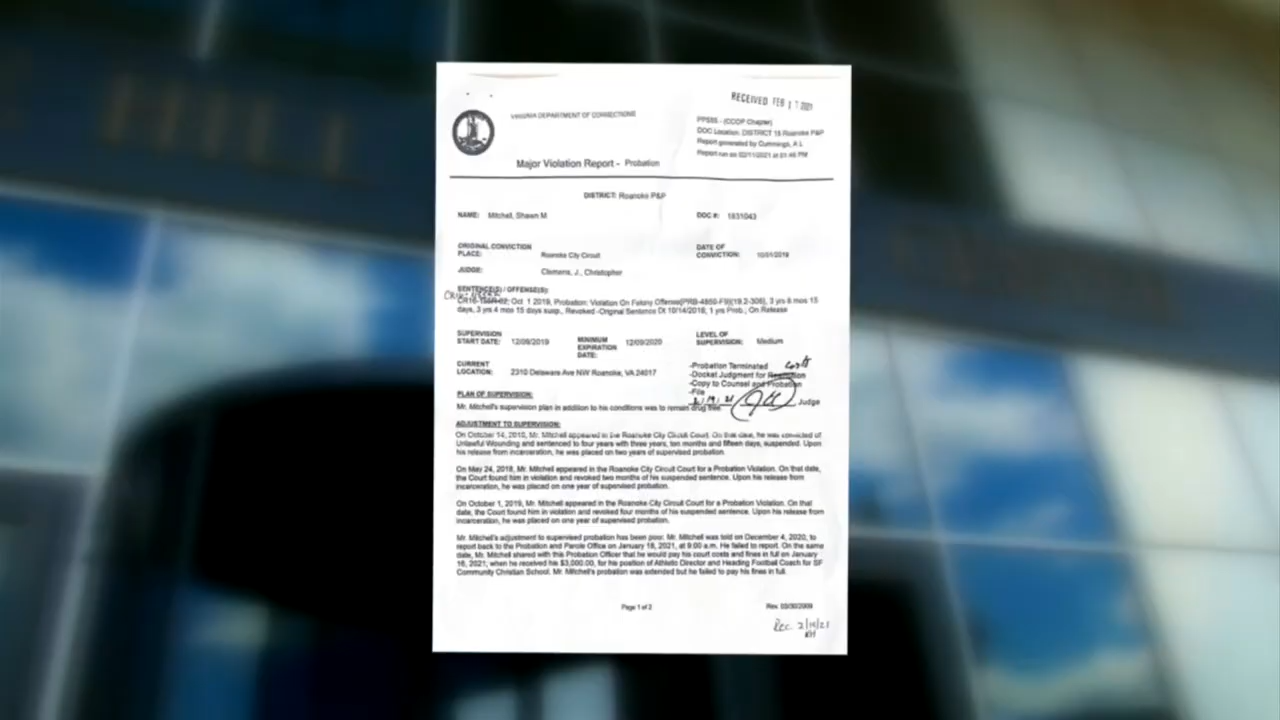 HILL
RECEIVED FEB 17 2021
VIRGINIA DEPARTMENT OF CORRECTIONS
PPS55 - (CCOP Chapter)
DOC Location: DISTRICT 15 Roanoke P&P
Report generated by Cummings, A L
Report run on 02/11/2021 at 01:46 PM
Major Violation Report - Probation
DISTRICT: Roanoke P&P
NAME: Mitchell, Shawn M
DOC #: 1831043
ORIGINAL CONVICTION
PLACE: Roanoke City Circuit
DATE OF
CONVICTION: 10/01/2019
JUDGE: Clemens, J., Christopher
SENTENCE(S) / OFFENSE(S):
Oct 1 2019, Probation: Violation On Felony Offense(PRB-4850-F9)(19.2-306), 3 yrs 8 mos 15
days, 3 yrs 4 mos 15 days susp., Revoked -Original Sentence Dt 10/14/2016; 1 yrs Prob.; On Release
SUPERVISION
START DATE: 12/09/2019
MINIMUM
EXPIRATION
DATE: 12/09/2020
LEVEL OF
SUPERVISION: Medium
CURRENT
LOCATION: 2310 Delaware Ave NW Roanoke, VA 24017
-Probation Terminated
costs
-Docket Judgment for
-Copy to Counsel and Probation
-File
2/19/21 Judge
PLAN OF SUPERVISION:
Mr. Mitchell's supervision plan in addition to his conditions was to remain drug free.
ADJUSTMENT TO SUPERVISION:
On October 14, Mr. Mitchell appeared in the Roanoke City Circuit Court. On that date, he was convicted of
Unlawful Wounding and sentenced to four years with three years, ten months and fifteen days, suspended. Upon
his release from incarceration, he was placed on two years of supervised probation.
On May 24, 2018, Mr. Mitchell appeared in the Roanoke City Circuit Court for a Probation Violation. On that date,
the Court found him in violation and revoked two months of his suspended sentence. Upon his release from
incarceration, he was placed on one year of supervised probation.
On October 1, 2019, Mr. Mitchell appeared in the Roanoke City Circuit Court for a Probation Violation. On that
date, the Court found him in violation and revoked four months of his suspended sentence. Upon his release from
incarceration, he was placed on one year of supervised probation.
Mr. Mitchell's adjustment to supervised probation has been poor. Mr. Mitchell was told on December 4, 2020, to
report back to the Probation and Parole Office on January 18, 2021, at 9:00 a.m. He failed to report. On the same
date, Mr. Mitchell shared with this Probation Officer that he would pay his court costs and fines in full on January
18, 2021, when he received his $3,000.00, for his position of Athletic Director and Heading Football Coach for SF
Community Christian School. Mr. Mitchell's probation was extended but he failed to pay his fines in full.
Page 1 of 2
Rev. 03/30/2009
Rec. 2/19/21